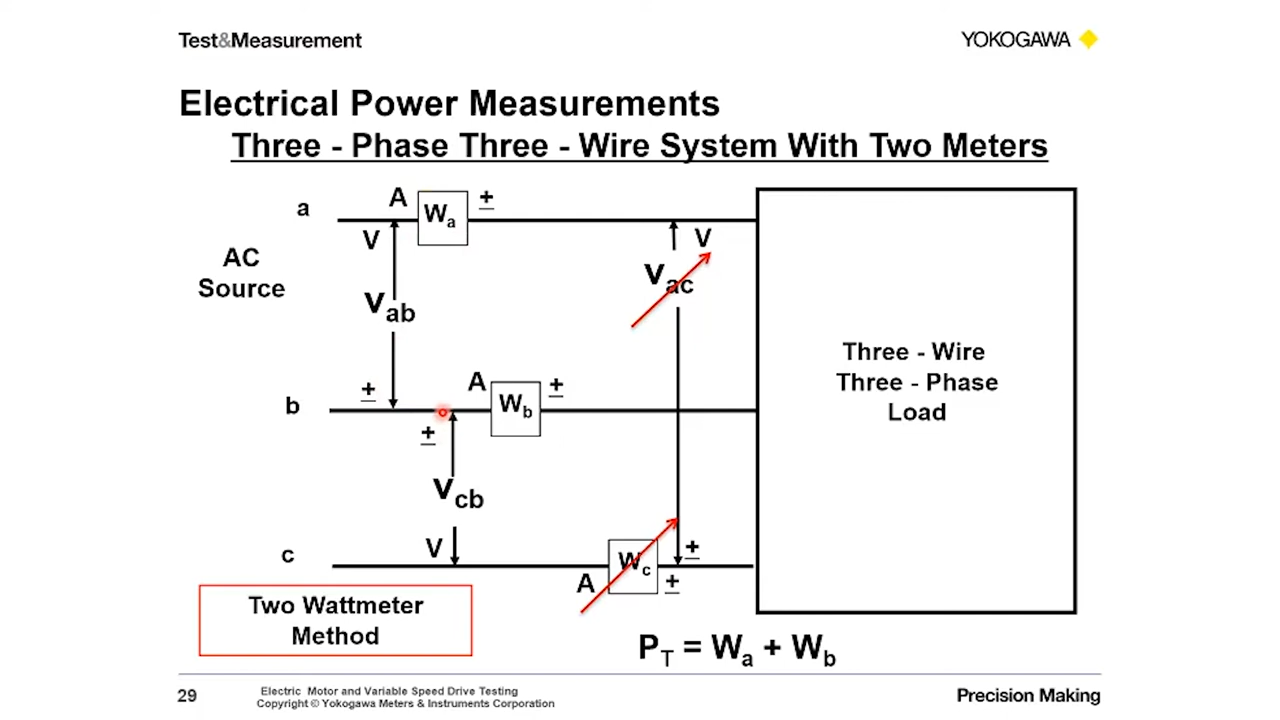 Test&Measurement
YOKOGAWA
Electrical Power Measurements
Three - Phase Three - Wire System With Two Meters
a
A
Wa
±
V
V
AC
Source
Vab
Vac
Three - Wire
Three - Phase
Load
±
b
A
Wb
±
±
Vcb
V
c
A
Wc
±
±
Two Wattmeter
Method
PT = Wa + Wb
29
Electric Motor and Variable Speed Drive Testing
Copyright © Yokogawa Meters & Instruments Corporation
Precision Making